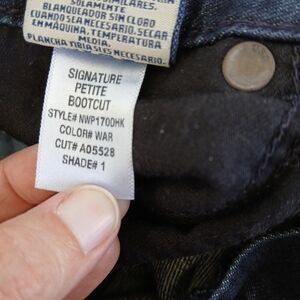 SOLAMENTE
BLANQUEADOR SIN CLORO
CUANDO SEA NECESARIO. SECAR
EN MÁQUINA, TEMPERATURA
MEDIA.
PLANCHA TIBIA SI ES NECESARIO.
SIGNATURE
PETITE
BOOTCUT
STYLE# NWP1700HK
COLOR# WAR
CUT# A05528
SHADE# 1